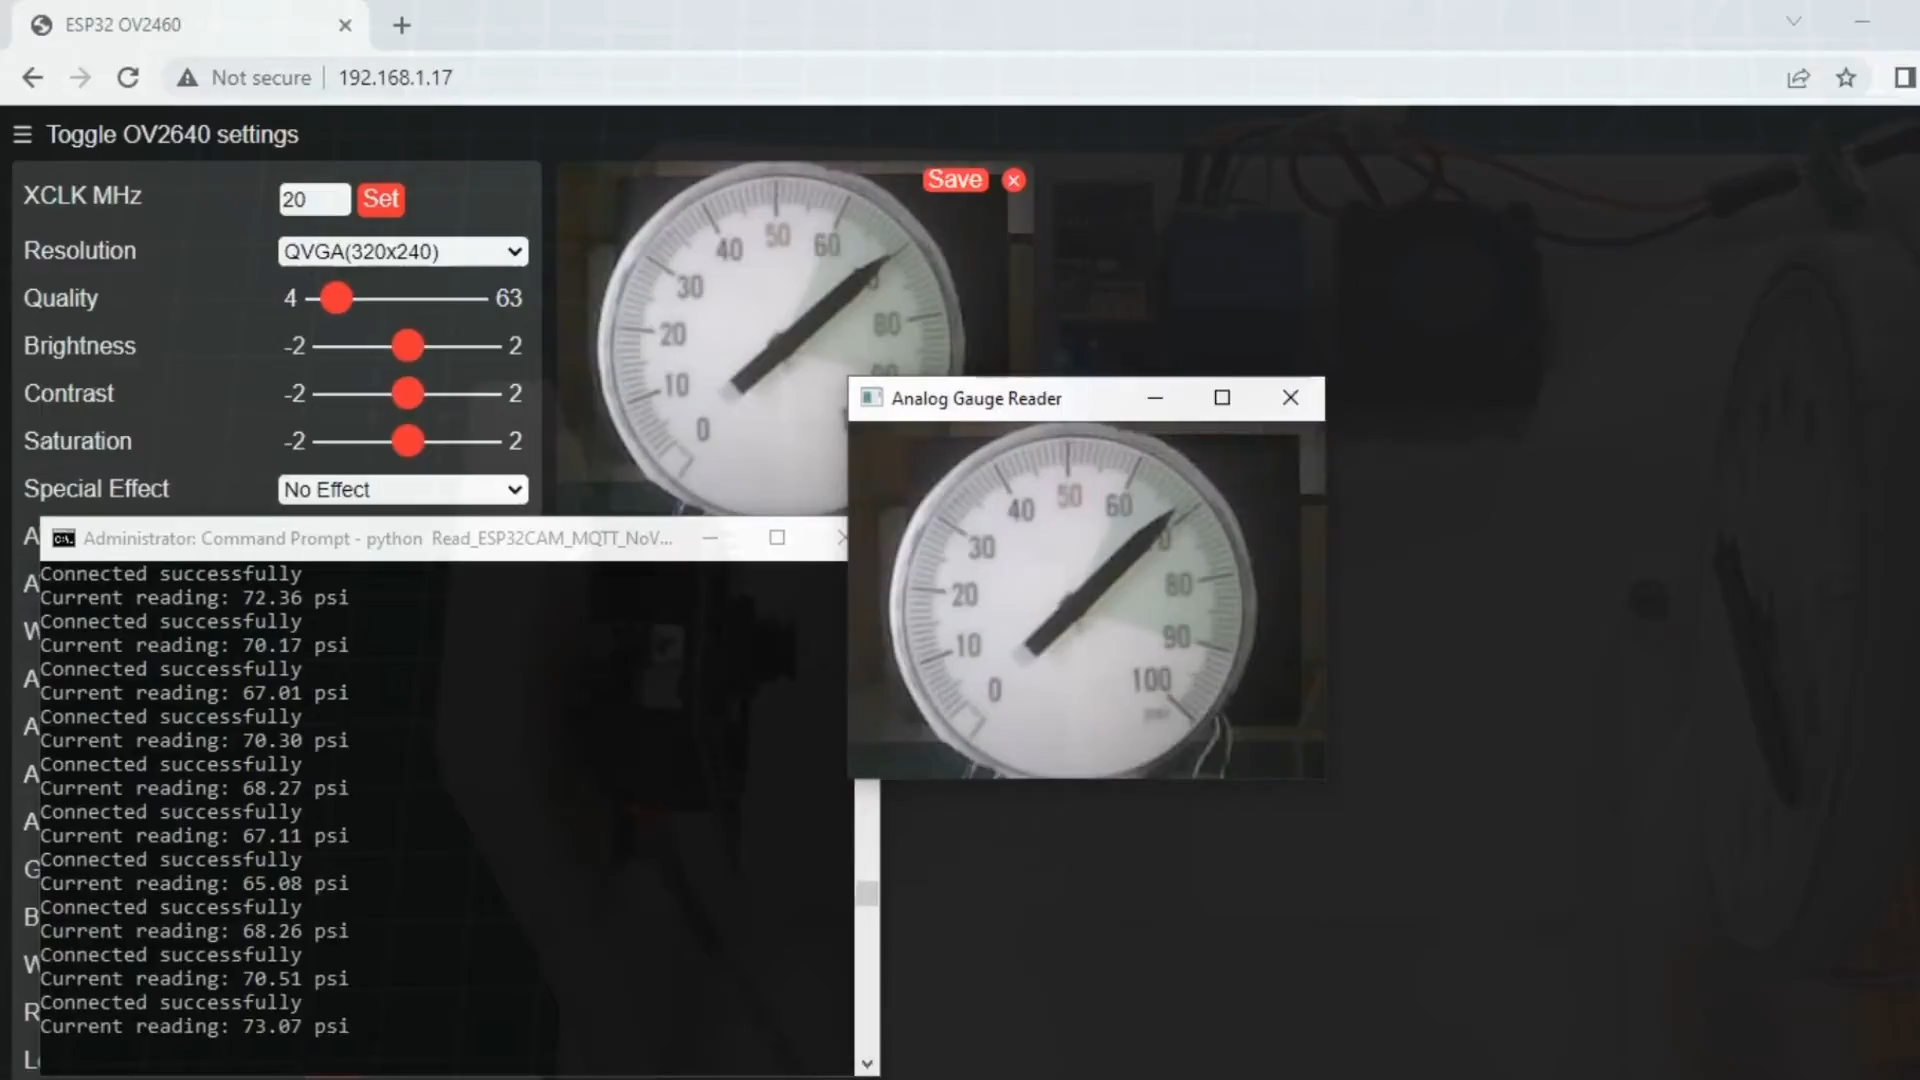 ESP32 OV2460
Not secure 192.168.1.17
Toggle OV2640 settings
XCLK MHz 20 Set
Resolution QVGA(320x240)
Quality 4 63
Brightness -2 2
Contrast -2 2
Saturation -2 2
Special Effect No Effect
Save
0
10
20
30
40
50
60
80
Administrator: Command Prompt - python Read_ESP32CAM_MQTT_NoV...
Connected successfully
Current reading: 72.36 psi
Connected successfully
Current reading: 70.17 psi
Connected successfully
Current reading: 67.01 psi
Connected successfully
Current reading: 70.30 psi
Connected successfully
Current reading: 68.27 psi
Connected successfully
Current reading: 67.11 psi
Connected successfully
Current reading: 65.08 psi
Connected successfully
Current reading: 68.26 psi
Connected successfully
Current reading: 70.51 psi
Connected successfully
Current reading: 73.07 psi
Analog Gauge Reader
0
10
20
30
40
50
60
80
90
100